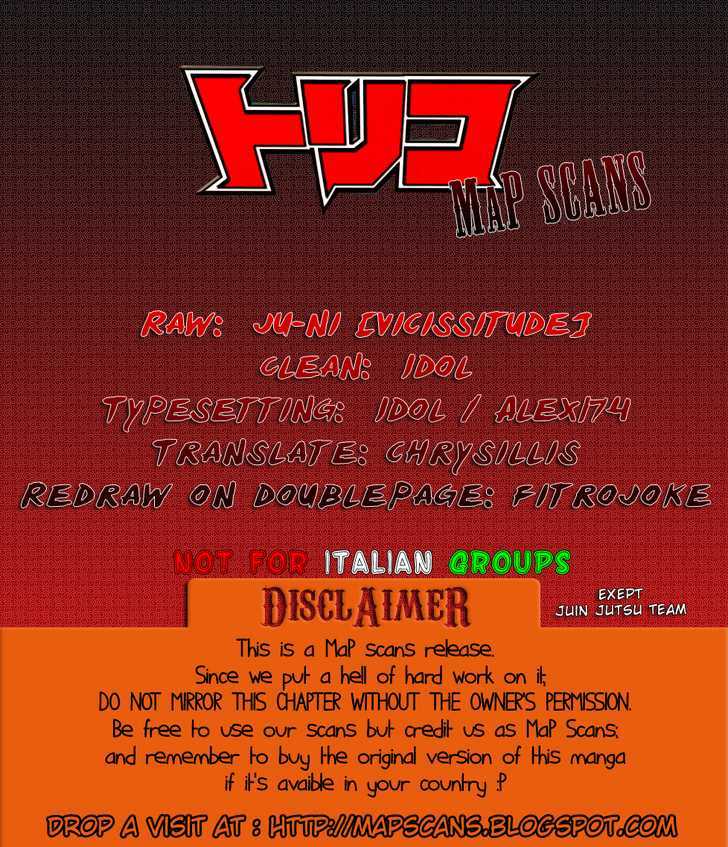 トリコ
MAP SCANS
RAW: JU-NI [VICISSITUDE]
CLEAN: IDOL
TYPESETTING: IDOL / ALEXI74
TRANSLATE: CHRYSILLIS
REDRAW ON DOUBLEPAGE: FITROJOKE
NOT FOR ITALIAN GROUPS
EXEPT
JUIN JUTSU TEAM
DISCLAIMER
This is a MaP scans release.
Since we put a hell of hard work on it,
DO NOT MIRROR THIS CHAPTER WITHOUT THE OWNER'S PERMISSION.
Be free to use our scans but credit us as MaP Scans;
and remember to buy the original version of this manga
if it's avaible in your country :P
DROP A VISIT AT : HTTP://MAPSCANS.BLOGSPOT.COM